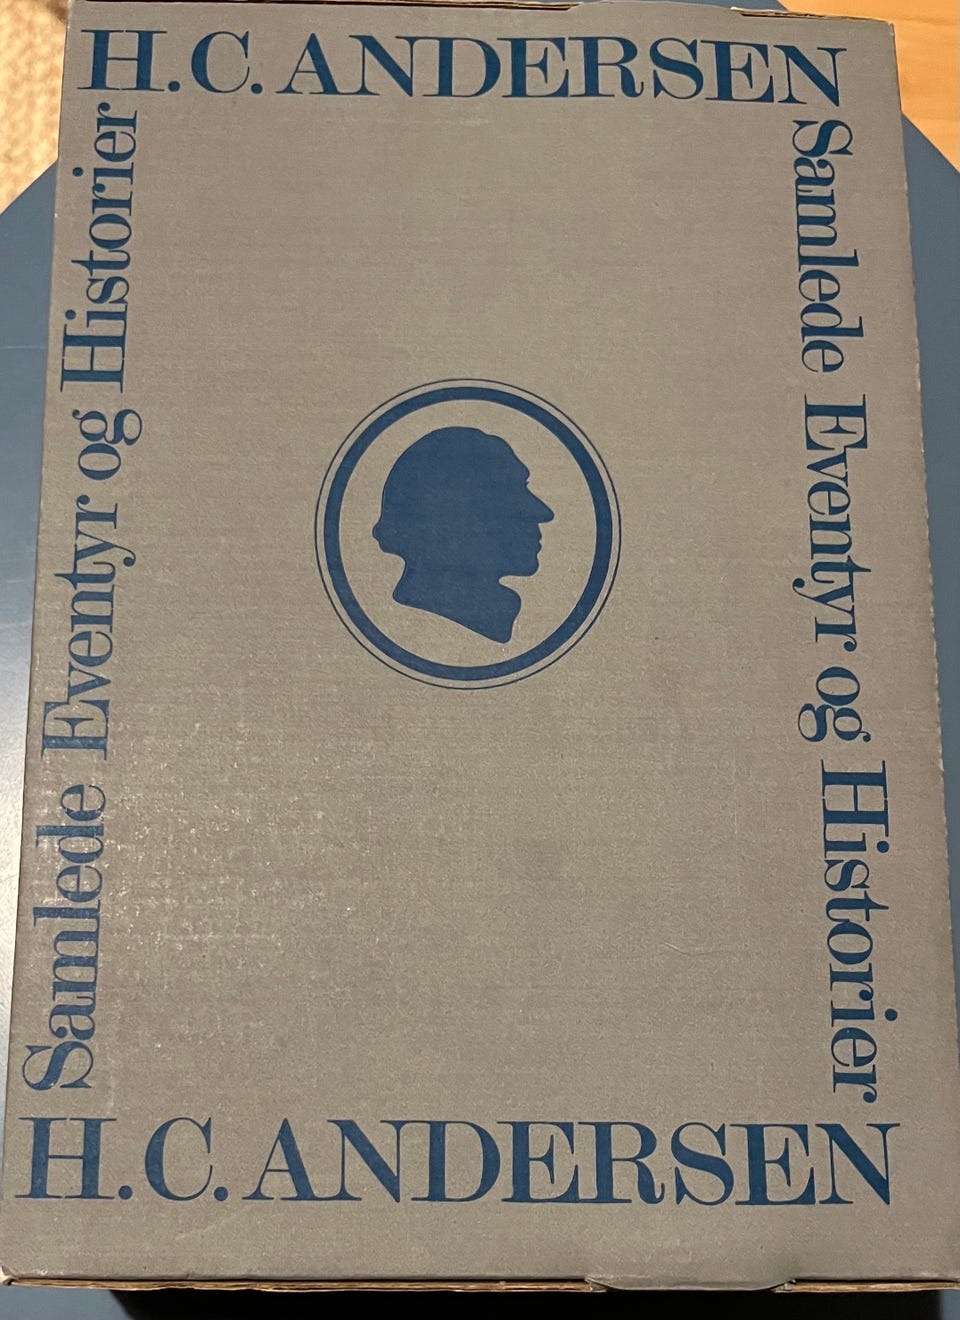 H.C. ANDERSEN
Samlede Eventyr og Historier
Samlede Eventyr og Historier
H.C. ANDERSEN